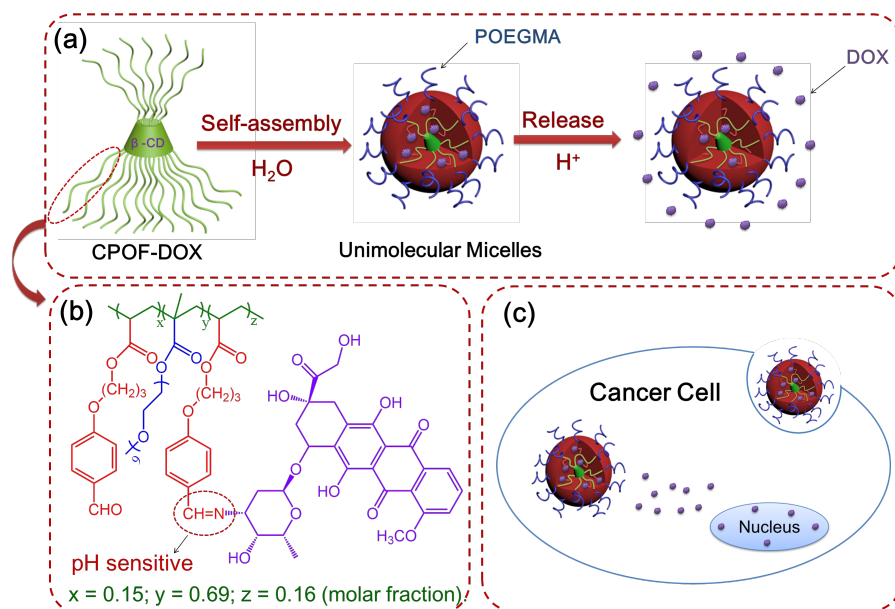 (a)
POEGMA
DOX
β-CD
Self-assembly
H₂O
Release
H⁺
CPOF-DOX
Unimolecular Micelles
(b)
x
y
z
O
O
O
O
O
O
(CH₂)₃
(CH₂)₃
O
O
O
6
CHO
CH=N
HO
O
O
HO
O
OH
OH
OH
O
O
H₃CO
pH sensitive
x = 0.15; y = 0.69; z = 0.16 (molar fraction).
(c)
Cancer Cell
Nucleus